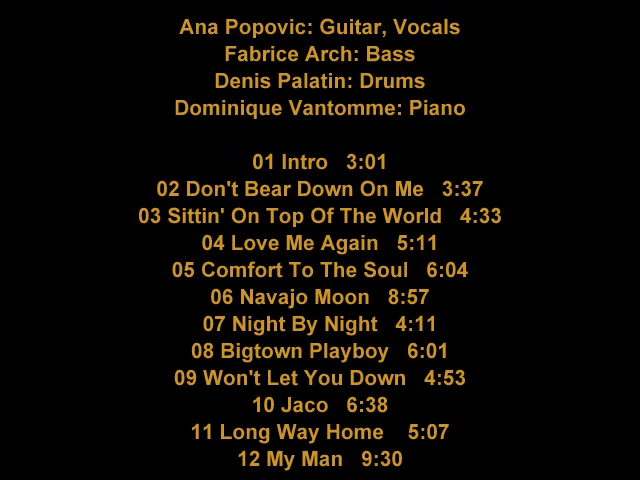 Ana Popovic: Guitar, Vocals
Fabrice Arch: Bass
Denis Palatin: Drums
Dominique Vantomme: Piano
01 Intro 3:01
02 Don't Bear Down On Me 3:37
03 Sittin' On Top Of The World 4:33
04 Love Me Again 5:11
05 Comfort To The Soul 6:04
06 Navajo Moon 8:57
07 Night By Night 4:11
08 Bigtown Playboy 6:01
09 Won't Let You Down 4:53
10 Jaco 6:38
11 Long Way Home 5:07
12 My Man 9:30